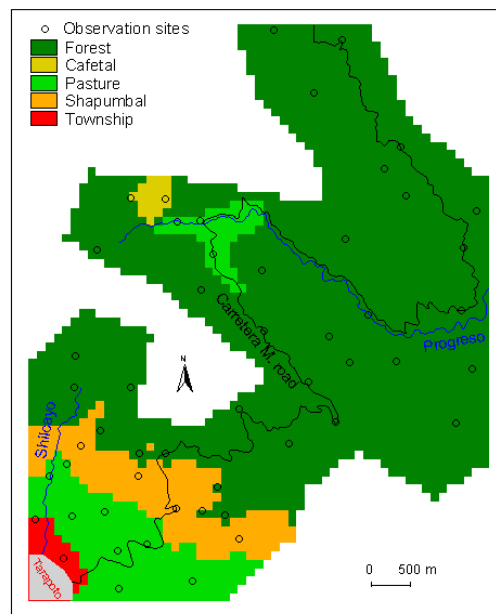 Observation sites
Forest
Cafetal
Pasture
Shapumbal
Township
Carretera M. road
Progreso
N
Shilcayo
Tarapoto
0 500 m